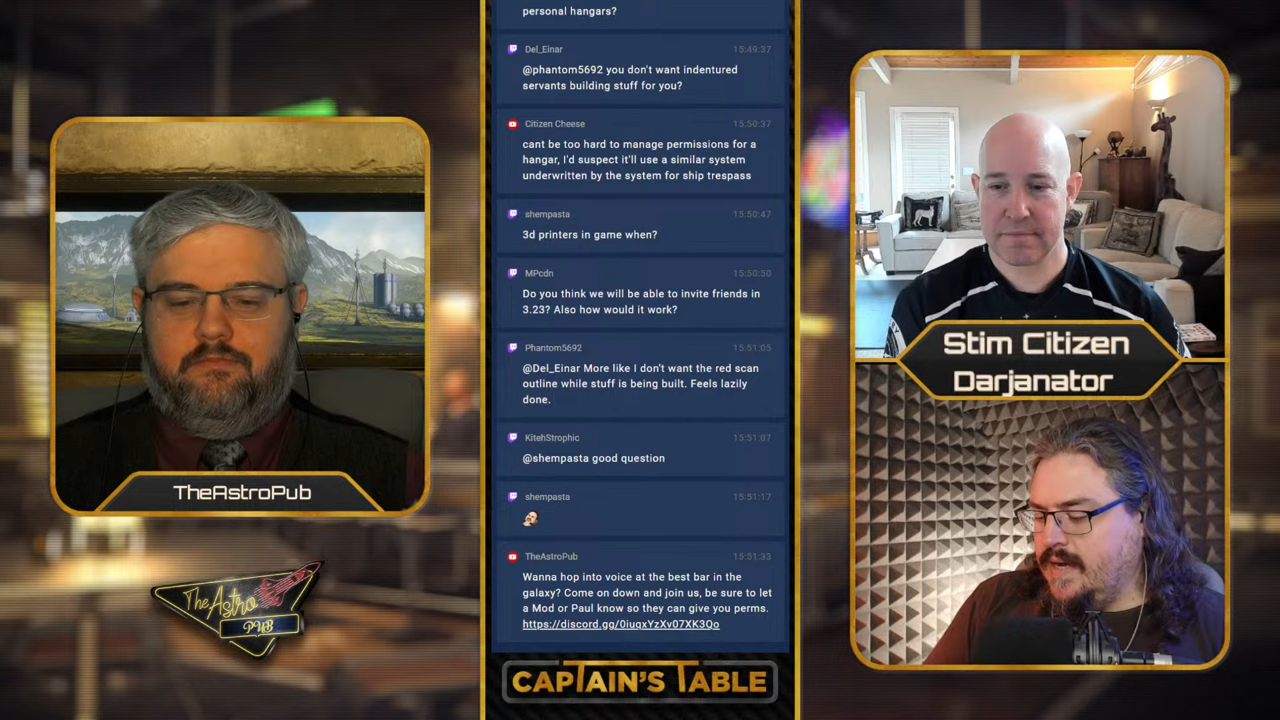 personal hangars?
Del_Einar 15:49:37
@phantom5692 you don't want indentured
servants building stuff for you?
Citizen Cheese 15:50:37
cant be too hard to manage permissions for a
hangar, I'd suspect it'll use a similar system
underwritten by the system for ship trespass
shempasta 15:50:47
3d printers in game when?
MPcdn 15:50:50
Do you think we will be able to invite friends in
3.23? Also how would it work?
Phantom5692 15:51:05
@Del_Einar More like I don't want the red scan
outline while stuff is being built. Feels lazily
done.
KitehStrophic 15:51:07
@shempasta good question
shempasta 15:51:17
TheAstroPub 15:51:33
Wanna hop into voice at the best bar in the
galaxy? Come on down and join us, be sure to let
a Mod or Paul know so they can give you perms.
https://discord.gg/0iuqxYzXv07XK3Qo
CAPTAIN'S TABLE
TheAstroPub
The Astro
PUB
Stim Citizen
Darjanator